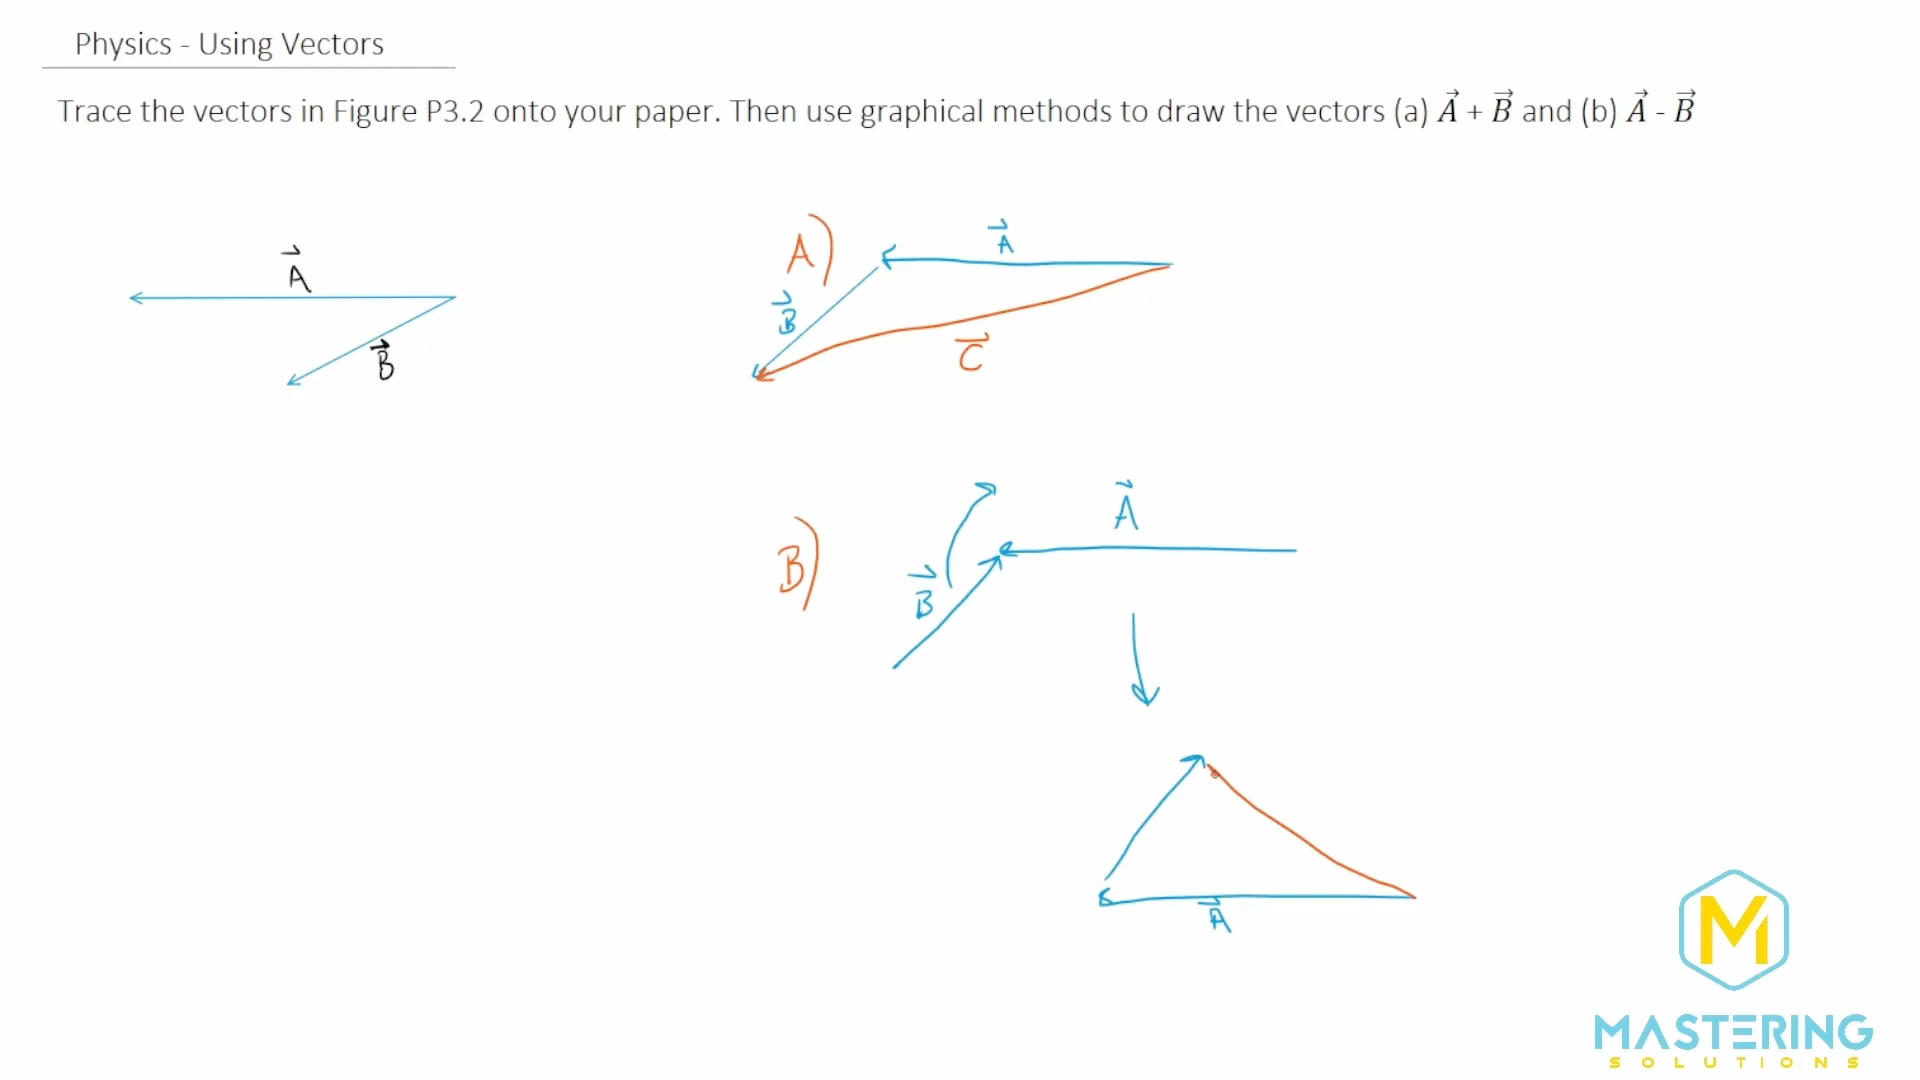 Physics - Using Vectors
Trace the vectors in Figure P3.2 onto your paper. Then use graphical methods to draw the vectors (a) A⃗ + B⃗ and (b) A⃗ - B⃗
A⃗
B⃗
A)
A⃗
B⃗
C⃗
B)
A⃗
B⃗
A⃗
M
MASTERING
SOLUTIONS